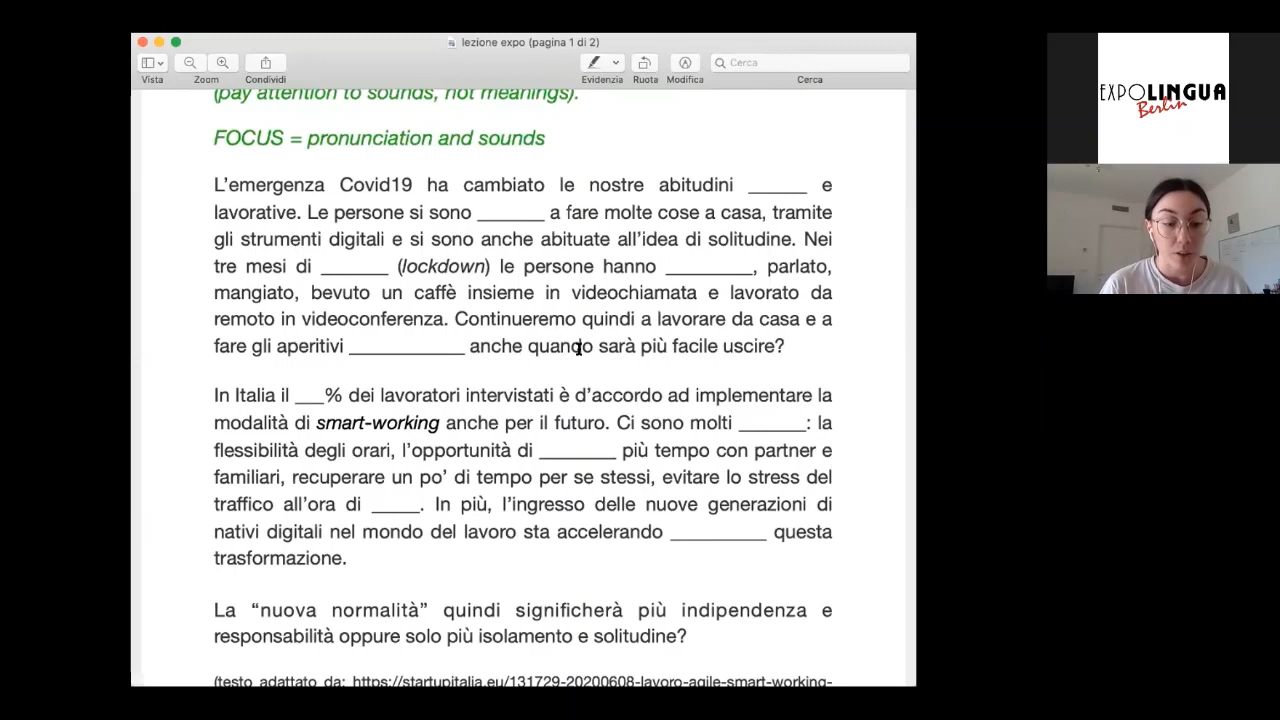 lezione expo (pagina 1 di 2)
Vista
Zoom
Condividi
Evidenzia
Ruota
Modifica
Cerca
Cerca
(pay attention to sounds, not meanings).
FOCUS = pronunciation and sounds
L’emergenza Covid19 ha cambiato le nostre abitudini ______ e
lavorative. Le persone si sono _______ a fare molte cose a casa, tramite
gli strumenti digitali e si sono anche abituate all’idea di solitudine. Nei
tre mesi di _______ (lockdown) le persone hanno _________, parlato,
mangiato, bevuto un caffè insieme in videochiamata e lavorato da
remoto in videoconferenza. Continueremo quindi a lavorare da casa e a
fare gli aperitivi ____________ anche quando sarà più facile uscire?
In Italia il ___% dei lavoratori intervistati è d’accordo ad implementare la
modalità di smart-working anche per il futuro. Ci sono molti _______: la
flessibilità degli orari, l’opportunità di ________ più tempo con partner e
familiari, recuperare un po’ di tempo per se stessi, evitare lo stress del
traffico all’ora di _____. In più, l’ingresso delle nuove generazioni di
nativi digitali nel mondo del lavoro sta accelerando __________ questa
trasformazione.
La “nuova normalità” quindi significherà più indipendenza e
responsabilità oppure solo più isolamento e solitudine?
(testo adattato da: https://startupitalia.eu/131729-20200608-lavoro-agile-smart-working-
EXPOLINGUA
Berlin